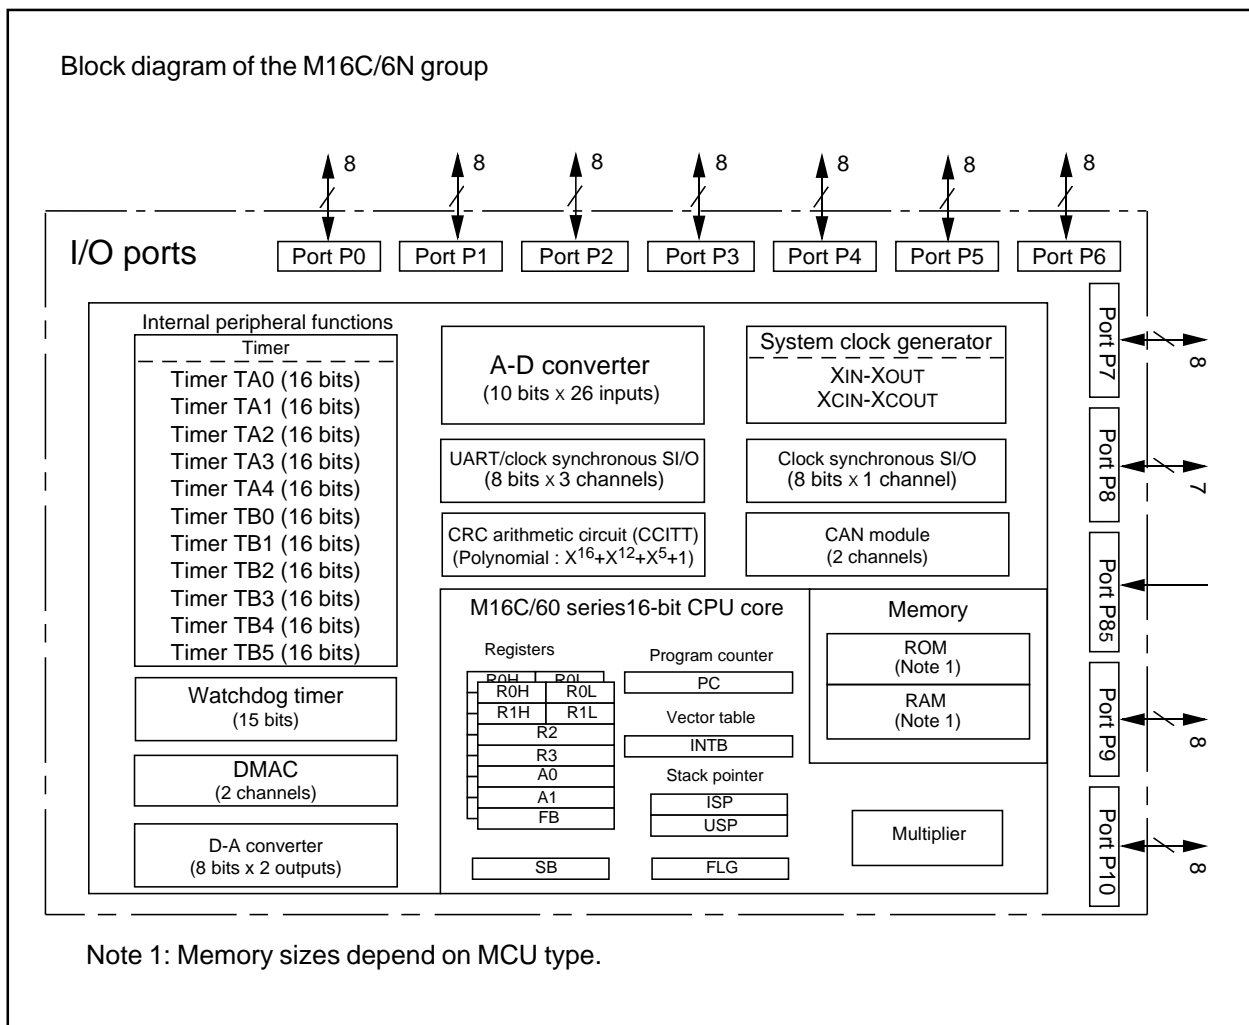 Block diagram of the M16C/6N group
8 8 8 8 8 8 8
I/O ports
Port P0 Port P1 Port P2 Port P3 Port P4 Port P5 Port P6
Internal peripheral functions
Timer
Timer TA0 (16 bits)
Timer TA1 (16 bits)
Timer TA2 (16 bits)
Timer TA3 (16 bits)
Timer TA4 (16 bits)
Timer TB0 (16 bits)
Timer TB1 (16 bits)
Timer TB2 (16 bits)
Timer TB3 (16 bits)
Timer TB4 (16 bits)
Timer TB5 (16 bits)
Watchdog timer
(15 bits)
DMAC
(2 channels)
D-A converter
(8 bits x 2 outputs)
A-D converter
(10 bits x 26 inputs)
System clock generator
XIN-XOUT
XCIN-XCOUT
UART/clock synchronous SI/O
(8 bits x 3 channels)
Clock synchronous SI/O
(8 bits x 1 channel)
CRC arithmetic circuit (CCITT)
(Polynomial : X16+X12+X5+1)
CAN module
(2 channels)
M16C/60 series16-bit CPU core
Registers
R0H R0L
R0H R0L
R1H R1L
R2
R3
A0
A1
FB
SB
Program counter
PC
Vector table
INTB
Stack pointer
ISP
USP
FLG
Memory
ROM
(Note 1)
RAM
(Note 1)
Multiplier
Port P7
8
Port P8
7
Port P85
Port P9
8
Port P10
8
Note 1: Memory sizes depend on MCU type.